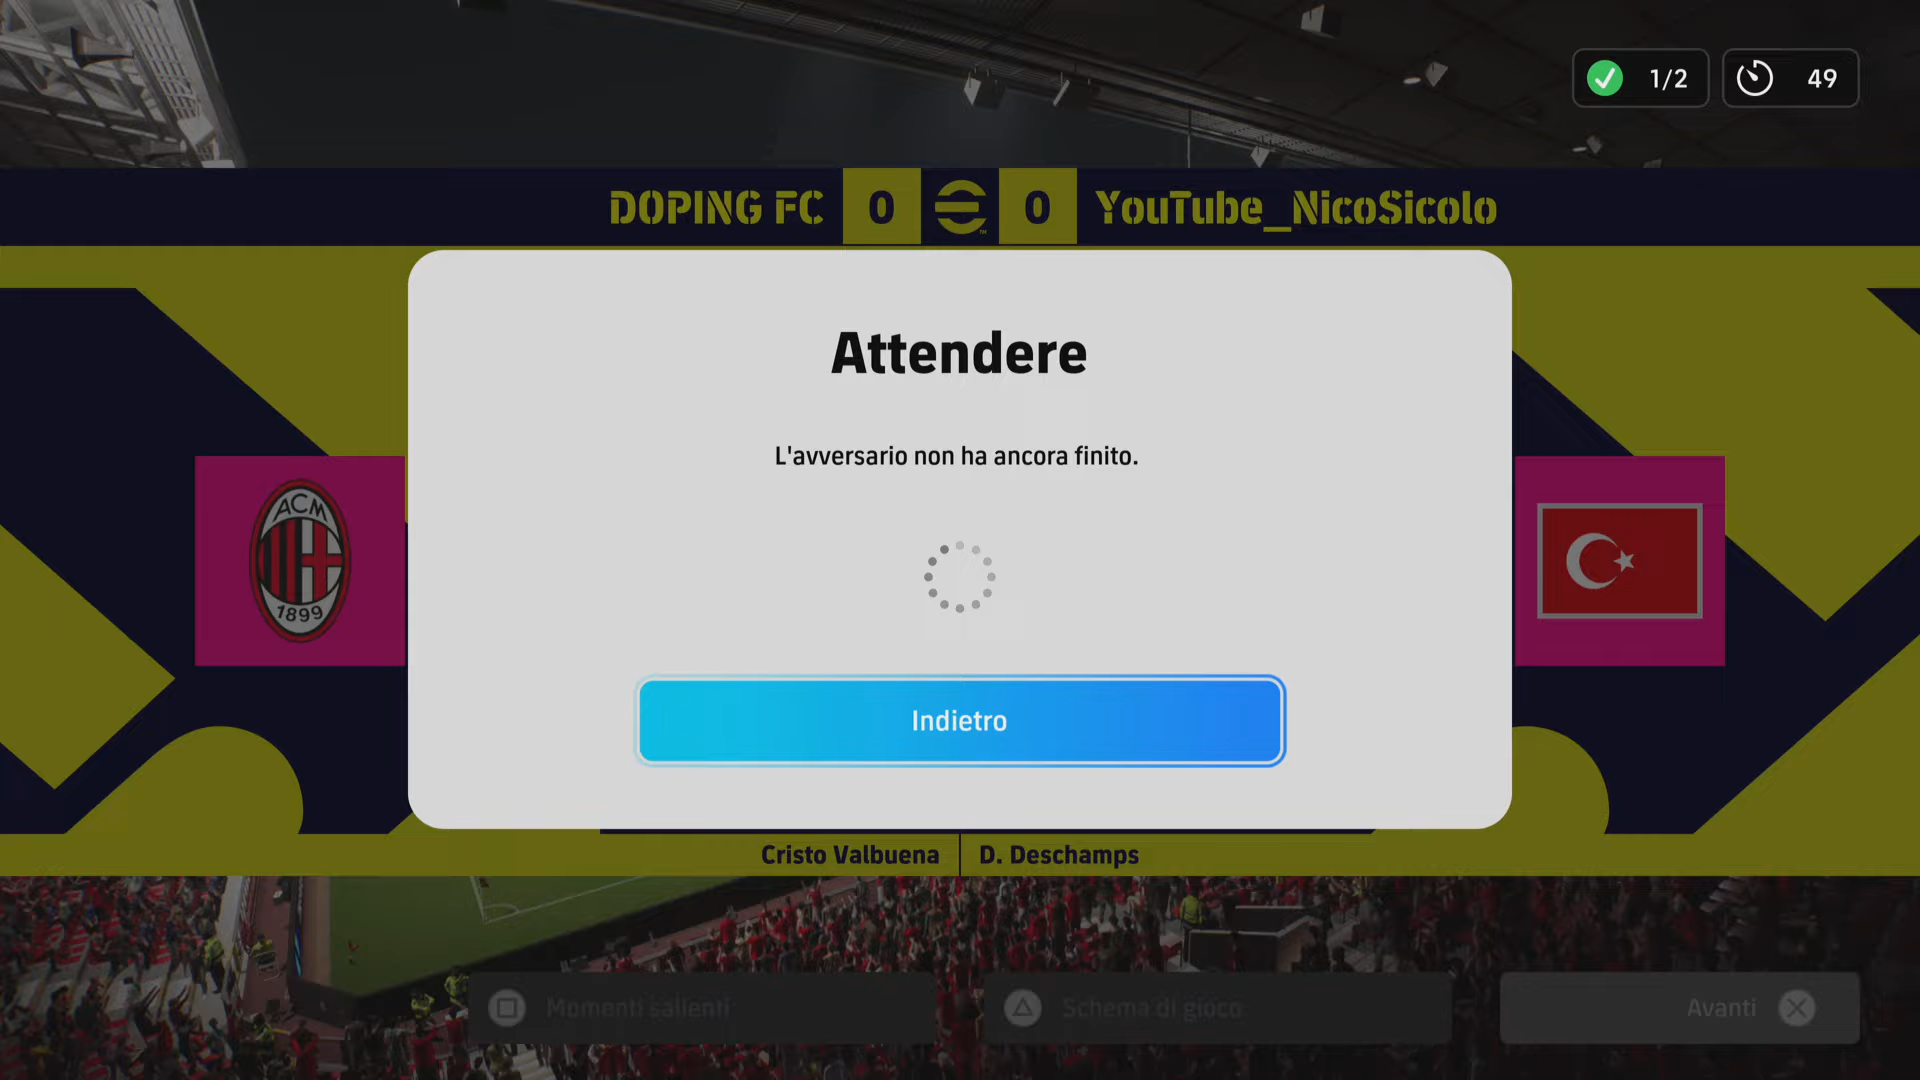 1/2
49
DOPING FC 0 0 YouTube_NicoSicolo
Attendere
L'avversario non ha ancora finito.
ACM
1899
Indietro
Cristo Valbuena D. Deschamps
Momenti salienti Schema di gioco Avanti